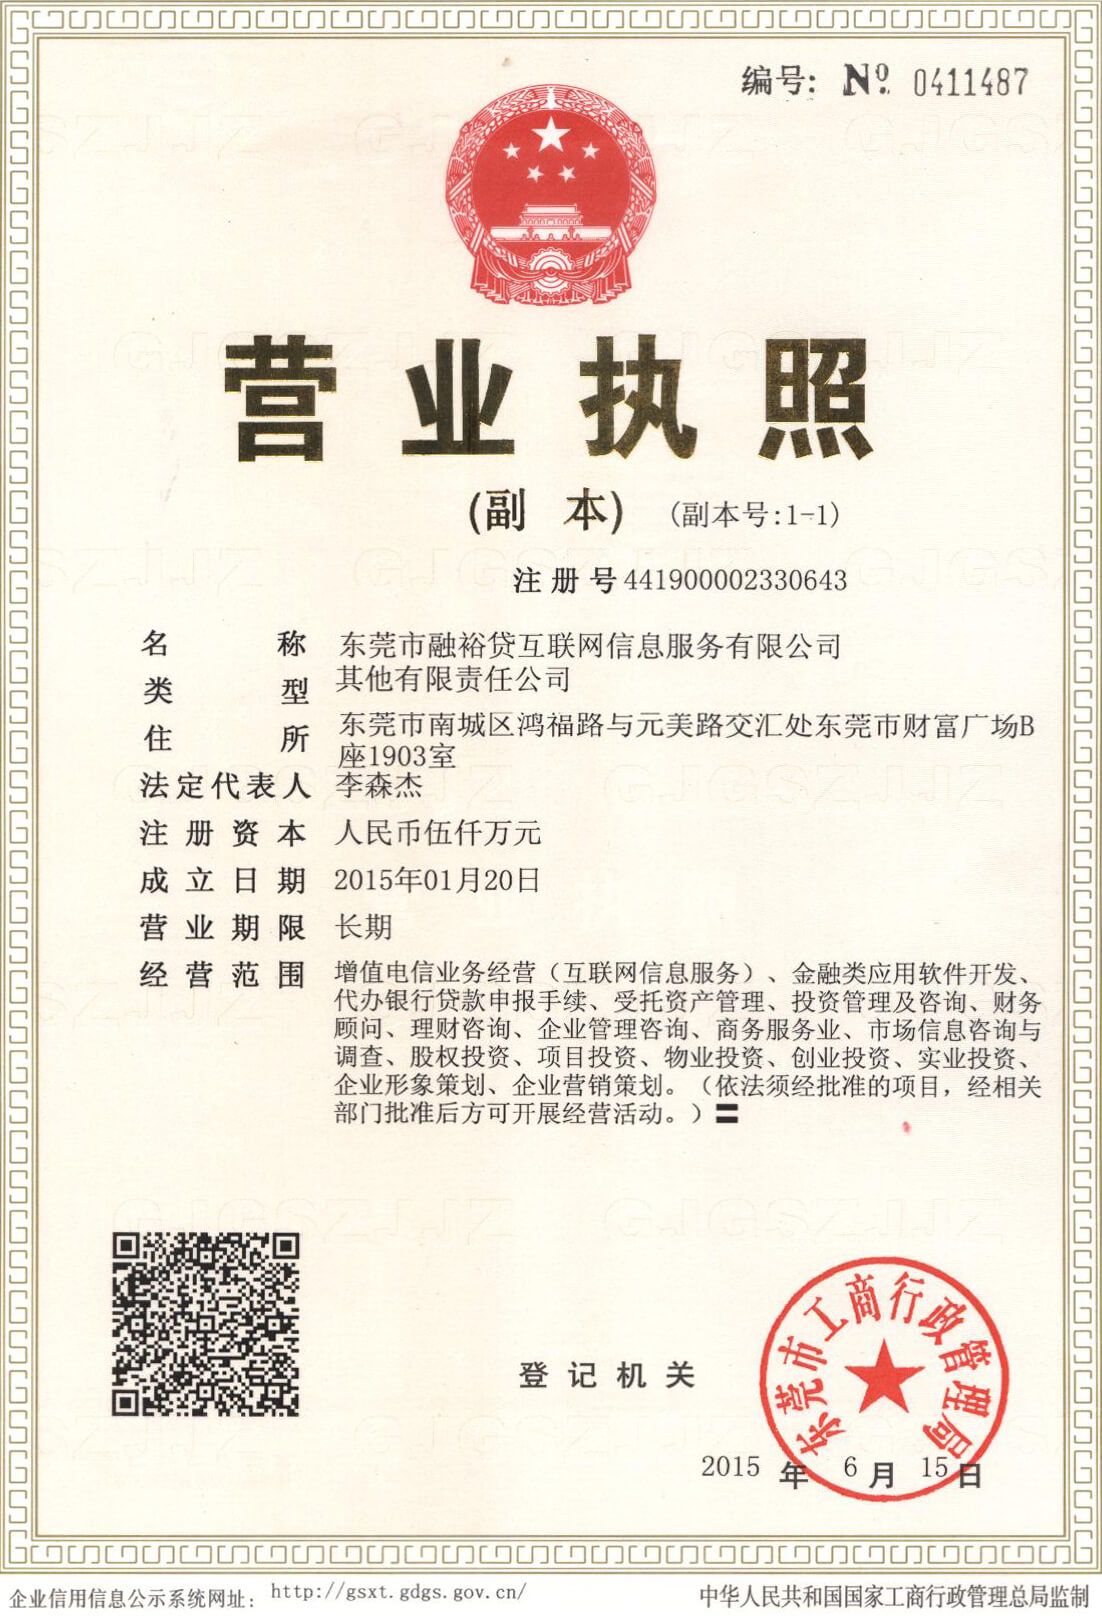 编号: No. 0411487
营业执照
(副 本) (副本号:1-1)
注册号 441900002330643
名称 东莞市融裕贷互联网信息服务有限公司
类型 其他有限责任公司
住所 东莞市南城区鸿福路与元美路交汇处东莞市财富广场B
座1903室
法定代表人 李森杰
注册资本 人民币伍仟万元
成立日期 2015年01月20日
营业期限 长期
经营范围 增值电信业务经营（互联网信息服务）、金融类应用软件开发、
代办银行贷款申报手续、受托资产管理、投资管理及咨询、财务
顾问、理财咨询、企业管理咨询、商务服务业、市场信息咨询与
调查、股权投资、项目投资、物业投资、创业投资、实业投资、
企业形象策划、企业营销策划。（依法须经批准的项目，经相关
部门批准后方可开展经营活动。）〓
东莞市工商行政管理局
登记机关
2015 年 6 月 15 日
企业信用信息公示系统网址： http://gsxt.gdgs.gov.cn/ 中华人民共和国国家工商行政管理总局监制